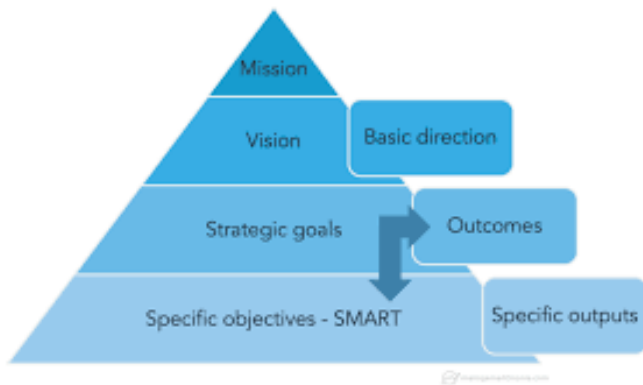 Mission
Vision
Basic direction
Strategic goals
Outcomes
Specific objectives - SMART
Specific outputs